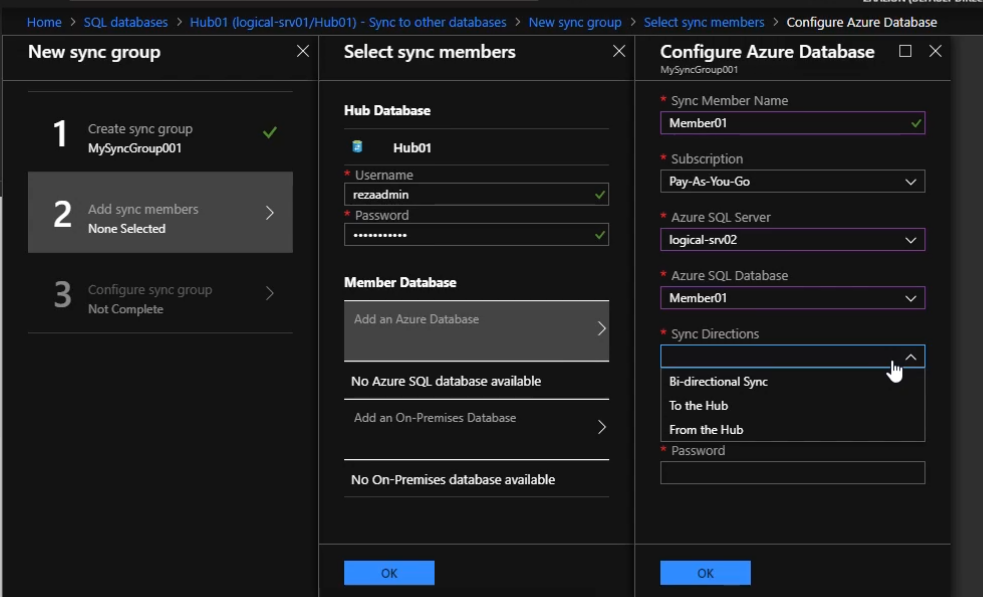 Home > SQL databases > Hub01 (logical-srv01/Hub01) - Sync to other databases > New sync group > Select sync members > Configure Azure Database
New sync group
1
Create sync group
MySyncGroup001
2
Add sync members
None Selected
3
Configure sync group
Not Complete
Select sync members
Hub Database
Hub01
* Username
rezaadmin
* Password
•••••••••••
Member Database
Add an Azure Database
No Azure SQL database available
Add an On-Premises Database
No On-Premises database available
OK
Configure Azure Database
MySyncGroup001
* Sync Member Name
Member01
* Subscription
Pay-As-You-Go
* Azure SQL Server
logical-srv02
* Azure SQL Database
Member01
* Sync Directions
Bi-directional Sync
To the Hub
From the Hub
* Password
OK